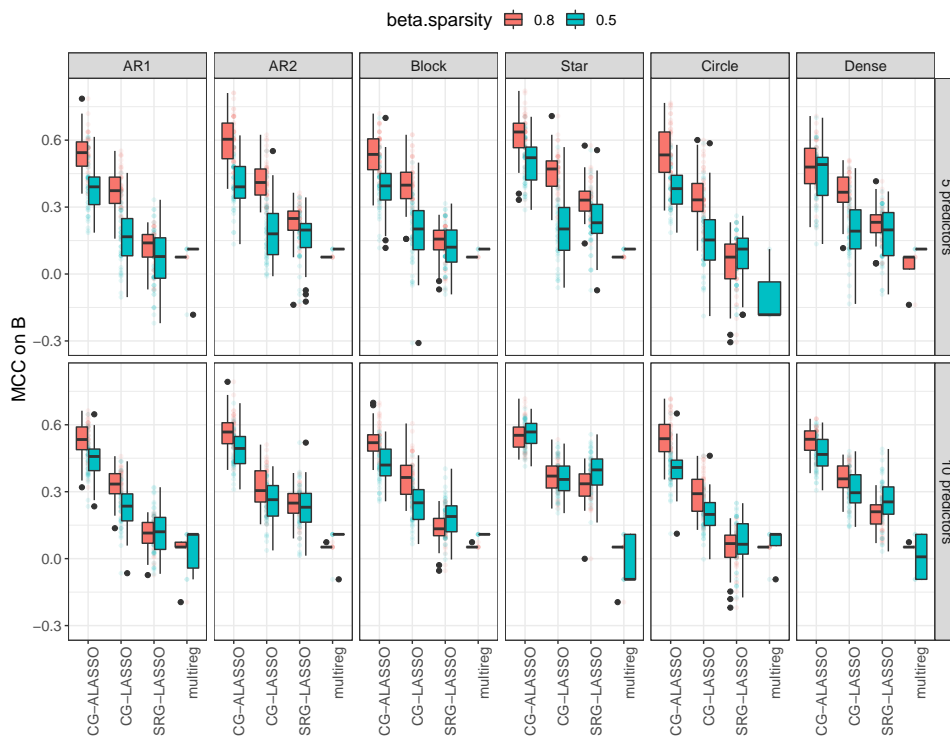 beta.sparsity 0.8 0.5
AR1 AR2 Block Star Circle Dense
MCC on B
0.6
0.3
0.0
−0.3
5 predictors
0.6
0.3
0.0
−0.3
10 predictors
CG−ALASSO CG−LASSO SRG−LASSO multireg CG−ALASSO CG−LASSO SRG−LASSO multireg CG−ALASSO CG−LASSO SRG−LASSO multireg CG−ALASSO CG−LASSO SRG−LASSO multireg CG−ALASSO CG−LASSO SRG−LASSO multireg CG−ALASSO CG−LASSO SRG−LASSO multireg